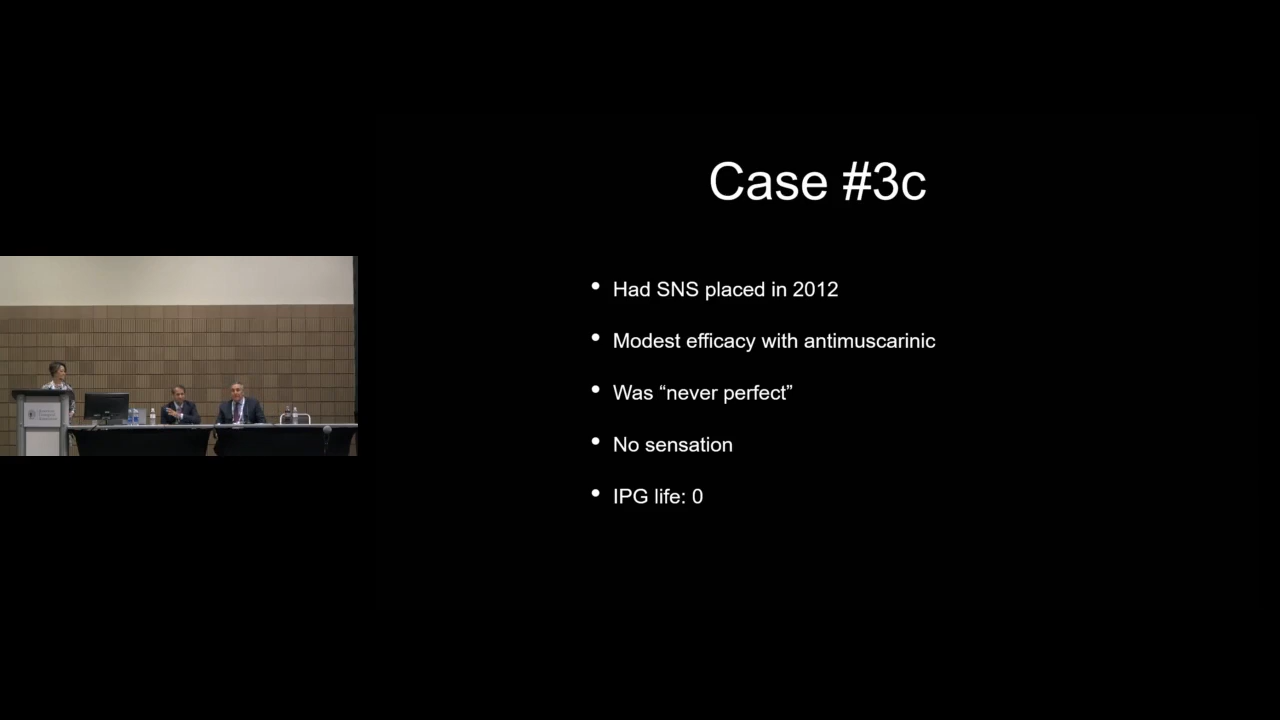 Case #3c
• Had SNS placed in 2012
• Modest efficacy with antimuscarinic
• Was “never perfect”
• No sensation
• IPG life: 0